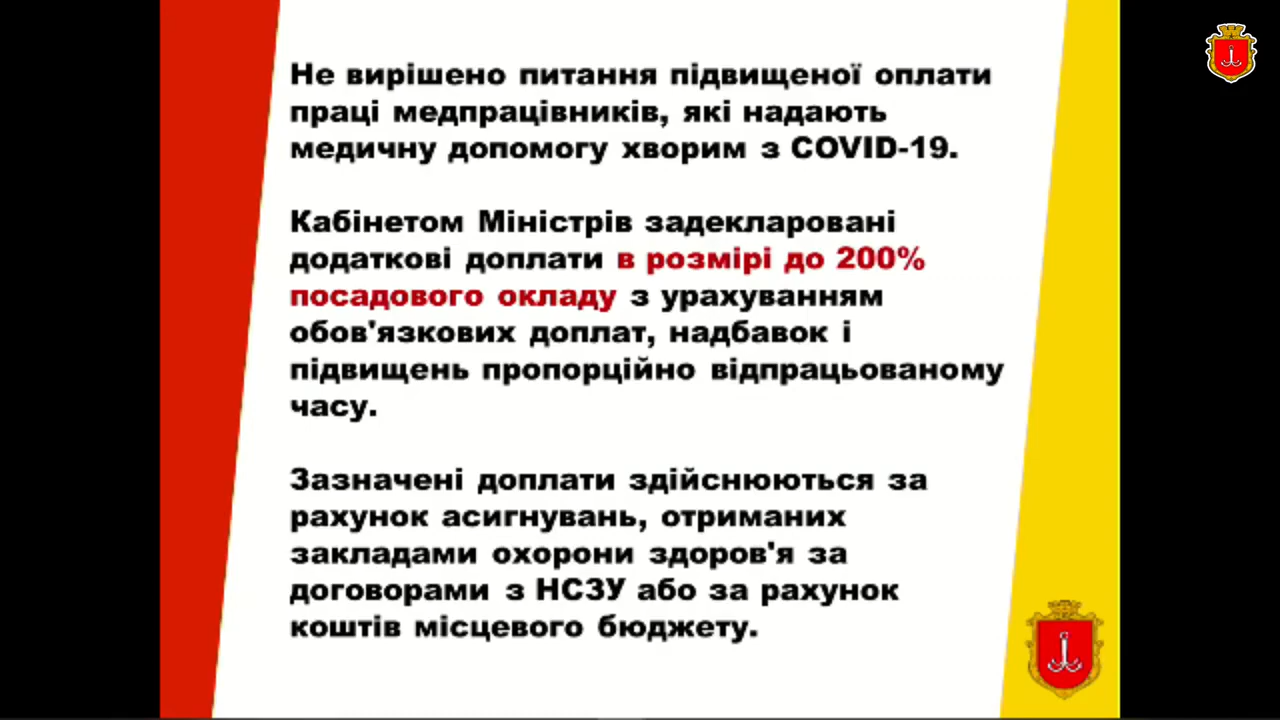 Не вирішено питання підвищеної оплати
праці медпрацівників, які надають
медичну допомогу хворим з COVID-19.
Кабінетом Міністрів задекларовані
додаткові доплати в розмірі до 200%
посадового окладу з урахуванням
обов'язкових доплат, надбавок і
підвищень пропорційно відпрацьованому
часу.
Зазначені доплати здійснюються за
рахунок асигнувань, отриманих
закладами охорони здоров'я за
договорами з НСЗУ або за рахунок
коштів місцевого бюджету.